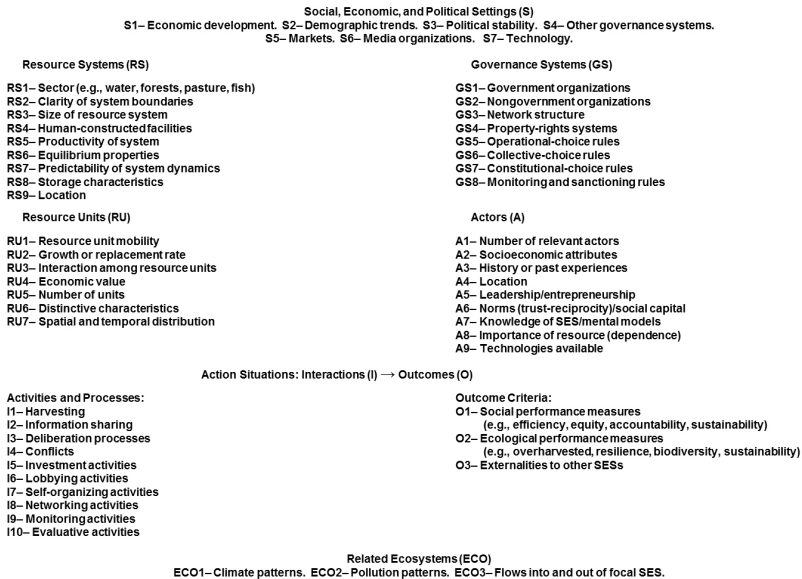 Social, Economic, and Political Settings (S)
S1– Economic development. S2– Demographic trends. S3– Political stability. S4– Other governance systems.
S5– Markets. S6– Media organizations. S7– Technology.
Resource Systems (RS)
RS1– Sector (e.g., water, forests, pasture, fish)
RS2– Clarity of system boundaries
RS3– Size of resource system
RS4– Human-constructed facilities
RS5– Productivity of system
RS6– Equilibrium properties
RS7– Predictability of system dynamics
RS8– Storage characteristics
RS9– Location
Governance Systems (GS)
GS1– Government organizations
GS2– Nongovernment organizations
GS3– Network structure
GS4– Property-rights systems
GS5– Operational-choice rules
GS6– Collective-choice rules
GS7– Constitutional-choice rules
GS8– Monitoring and sanctioning rules
Resource Units (RU)
RU1– Resource unit mobility
RU2– Growth or replacement rate
RU3– Interaction among resource units
RU4– Economic value
RU5– Number of units
RU6– Distinctive characteristics
RU7– Spatial and temporal distribution
Actors (A)
A1– Number of relevant actors
A2– Socioeconomic attributes
A3– History or past experiences
A4– Location
A5– Leadership/entrepreneurship
A6– Norms (trust-reciprocity)/social capital
A7– Knowledge of SES/mental models
A8– Importance of resource (dependence)
A9– Technologies available
Action Situations: Interactions (I) → Outcomes (O)
Activities and Processes:
I1– Harvesting
I2– Information sharing
I3– Deliberation processes
I4– Conflicts
I5– Investment activities
I6– Lobbying activities
I7– Self-organizing activities
I8– Networking activities
I9– Monitoring activities
I10– Evaluative activities
Outcome Criteria:
O1– Social performance measures
(e.g., efficiency, equity, accountability, sustainability)
O2– Ecological performance measures
(e.g., overharvested, resilience, biodiversity, sustainability)
O3– Externalities to other SESs
Related Ecosystems (ECO)
ECO1– Climate patterns. ECO2– Pollution patterns. ECO3– Flows into and out of focal SES.